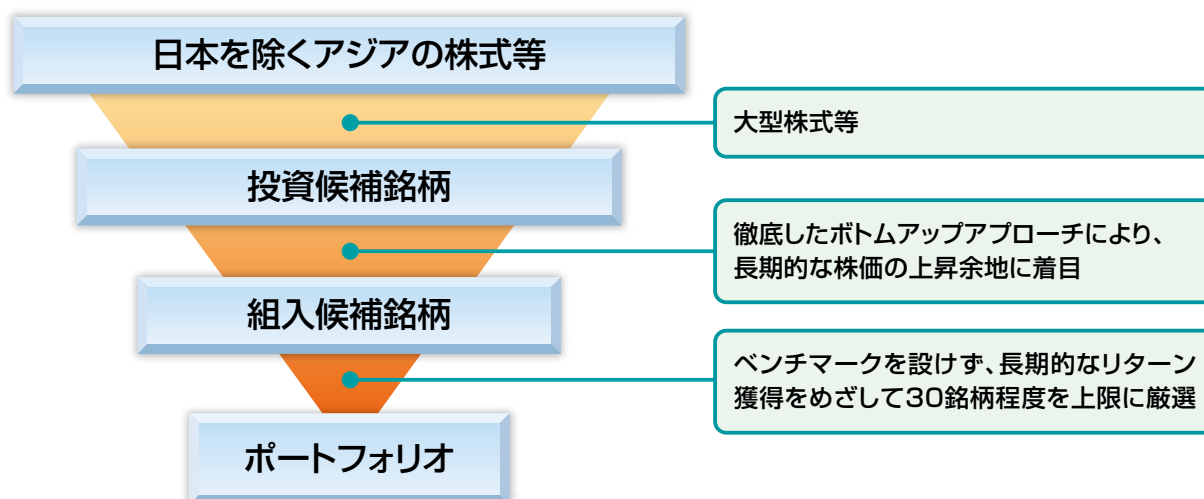 日本を除くアジアの株式等
大型株式等
投資候補銘柄
徹底したボトムアップアプローチにより、
長期的な株価の上昇余地に着目
組入候補銘柄
ベンチマークを設けず、長期的なリターン
獲得をめざして30銘柄程度を上限に厳選
ポートフォリオ